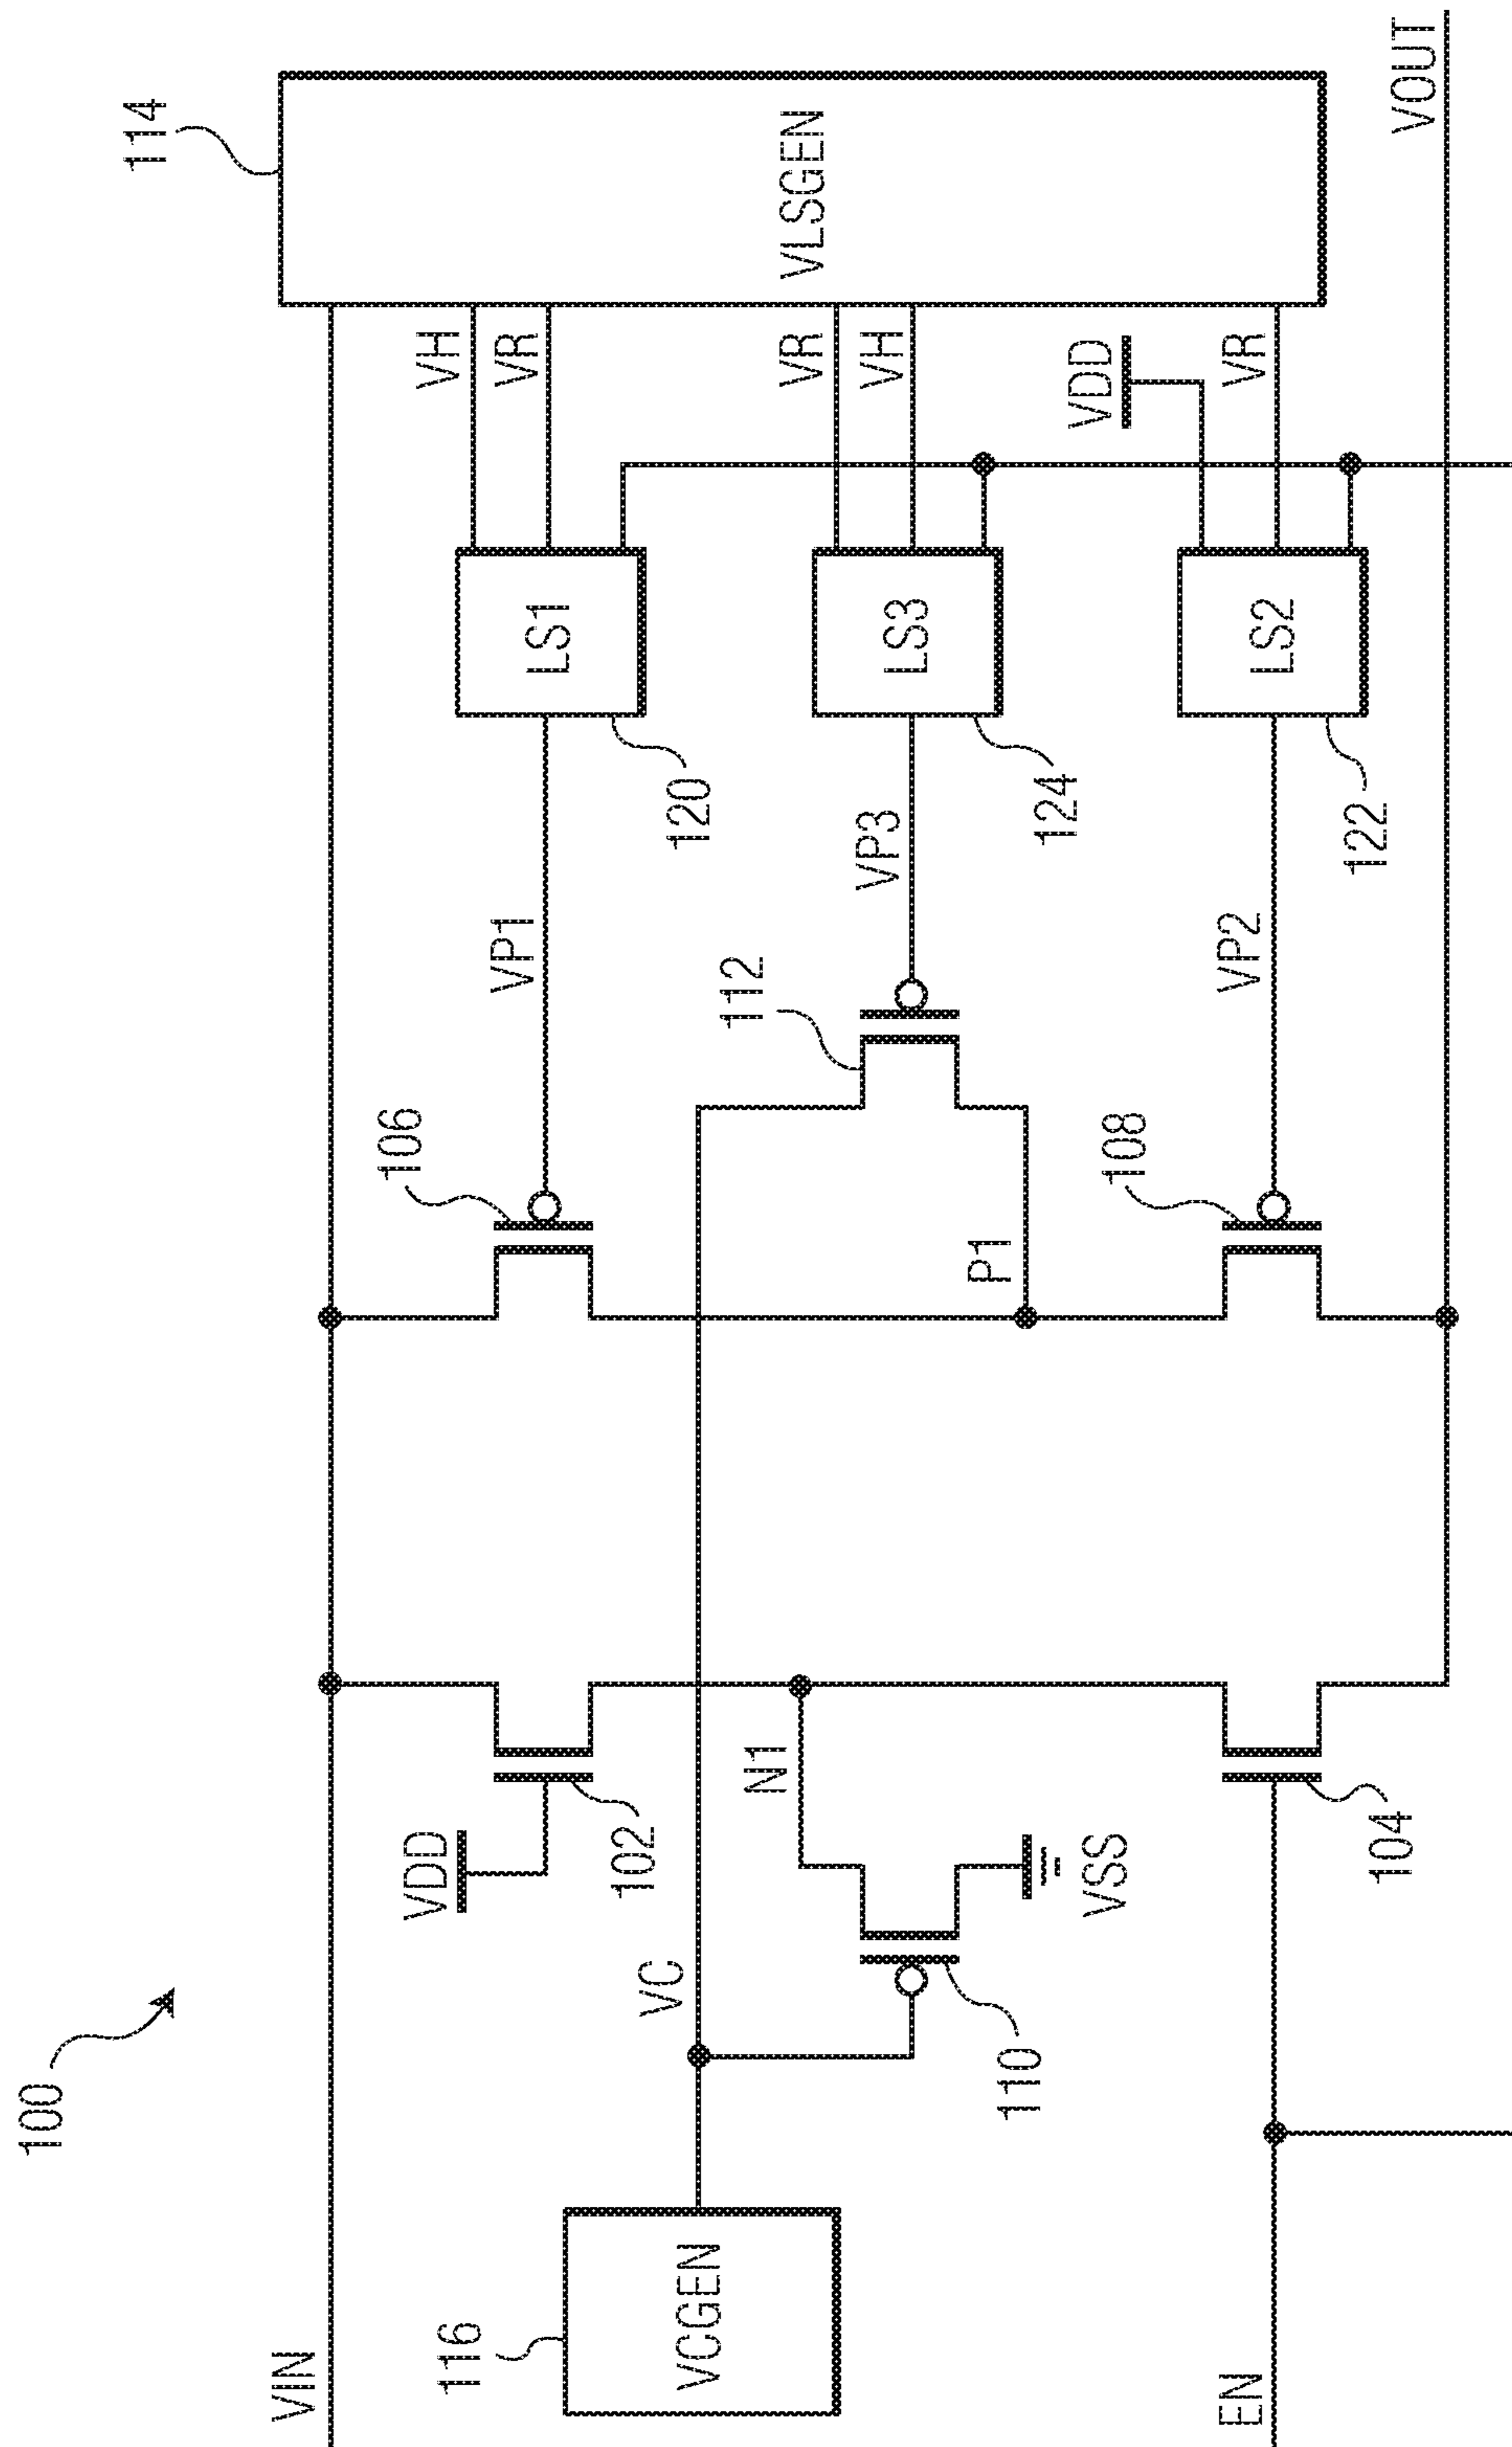 100
VIN
116
VCGEN
EN
VC
VDD
102
N1
110
VSS
104
106
108
P1
112
VP1
VP3
VP2
120
124
122
LS1
LS3
LS2
VH
VR
VR
VH
VDD
VR
114
VLSGEN
VOUT